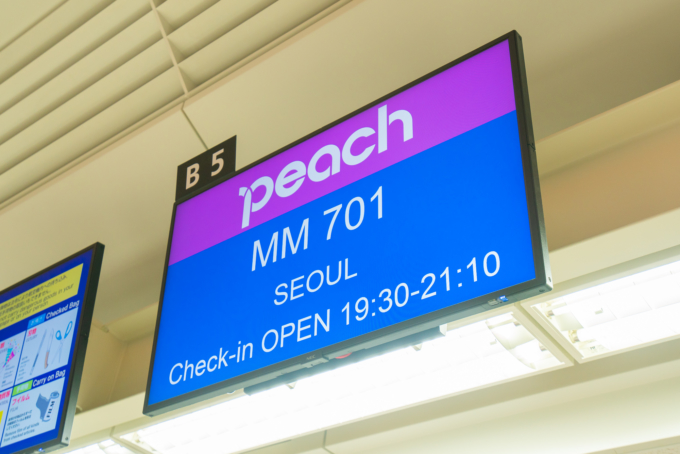 B 5
peach
MM 701
SEOUL
Check-in OPEN 19:30-21:10
Checked Bag
Carry on Bag